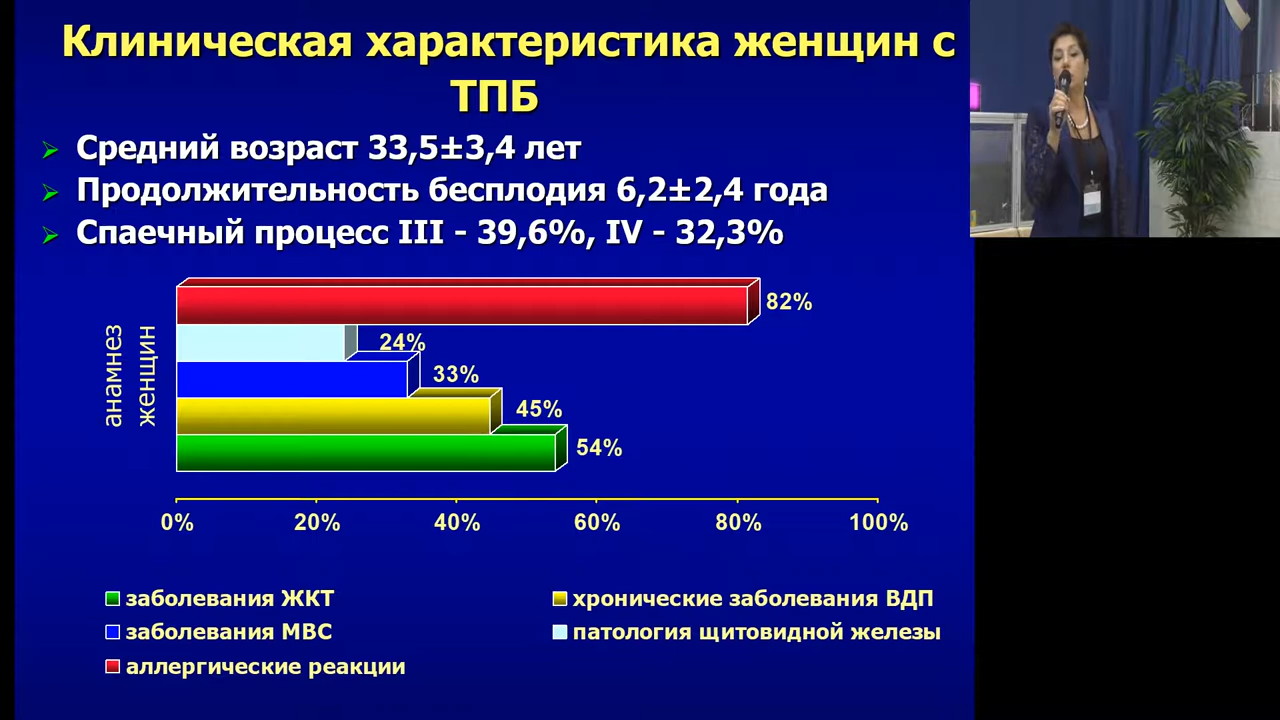 Клиническая характеристика женщин с
ТПБ
Средний возраст 33,5±3,4 лет
Продолжительность бесплодия 6,2±2,4 года
Спаечный процесс III - 39,6%, IV - 32,3%
анамнез
женщин
82%
24%
33%
45%
54%
0% 20% 40% 60% 80% 100%
заболевания ЖКТ
хронические заболевания ВДП
заболевания МВС
патология щитовидной железы
аллергические реакции